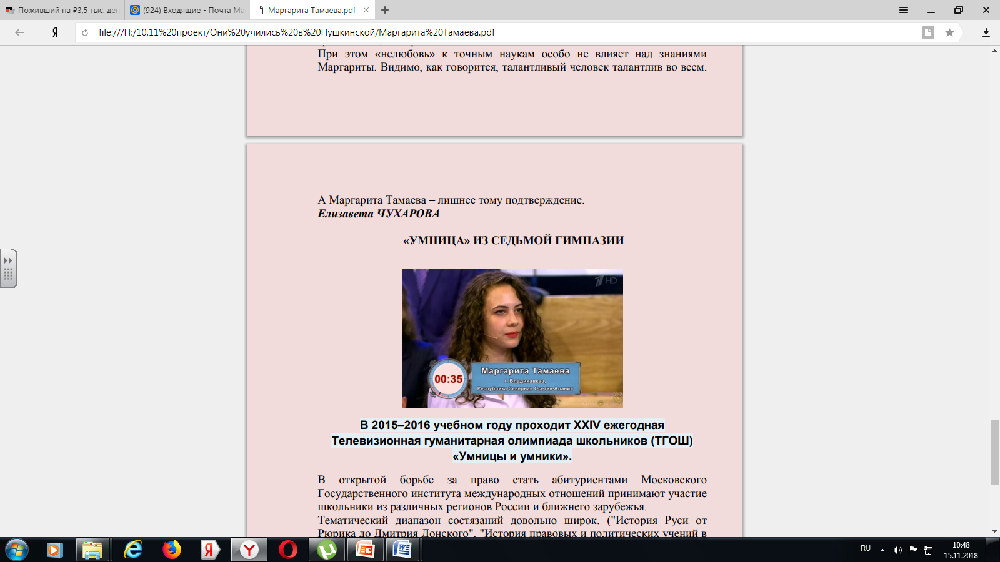 Поживший на ₽3,5 тыс. деп
(924) Входящие - Почта Ма
Маргарита Тамаева.pdf
Я
file:///H:/10.11%20проект/Они%20учились%20в%20Пушкинской/Маргарита%20Тамаева.pdf
При этом «нелюбовь» к точным наукам особо не влияет над знаниями
Маргариты. Видимо, как говорится, талантливый человек талантлив во всем.
А Маргарита Тамаева – лишнее тому подтверждение.
Елизавета ЧУХАРОВА
«УМНИЦА» ИЗ СЕДЬМОЙ ГИМНАЗИИ
HD
00:35
Маргарита Тамаева
г. Владикавказ,
Республика Северная Осетия-Алания
В 2015–2016 учебном году проходит XXIV ежегодная
Телевизионная гуманитарная олимпиада школьников (ТГОШ)
«Умницы и умники».
В открытой борьбе за право стать абитуриентами Московского
Государственного института международных отношений принимают участие
школьники из различных регионов России и ближнего зарубежья.
Тематический диапазон состязаний довольно широк. ("История Руси от
Рюрика до Дмитрия Донского", "История правовых и политических учений в
RU
10:48
15.11.2018